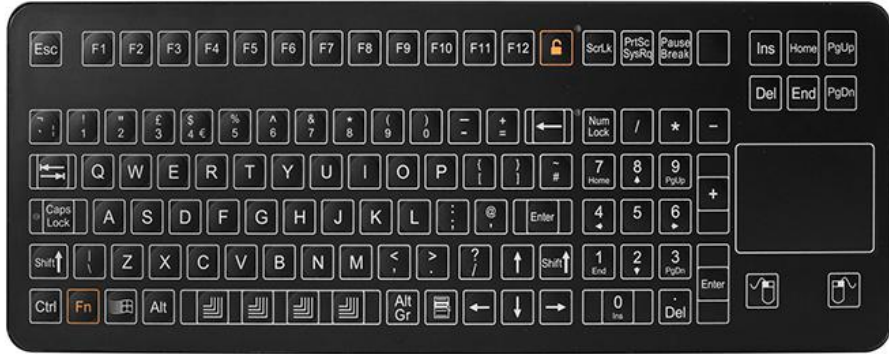 Esc F1 F2 F3 F4 F5 F6 F7 F8 F9 F10 F11 F12 ScrLk PrtSc SysRq Pause Break Ins Home PgUp
Del End PgDn
¬ ` ¦ ! 1 " 2 £ 3 $ 4 € % 5 ^ 6 & 7 * 8 ( 9 ) 0 _ - + = Num Lock / * -
Q W E R T Y U I O P { [ } ] ~ # 7 Home 8 9 PgUp +
Caps Lock A S D F G H J K L : ; @ ' Enter 4 5 6
Shift | \ Z X C V B N M < , > . ? / Shift 1 End 2 3 PgDn Enter
Ctrl Fn Alt Alt Gr 0 Ins . Del